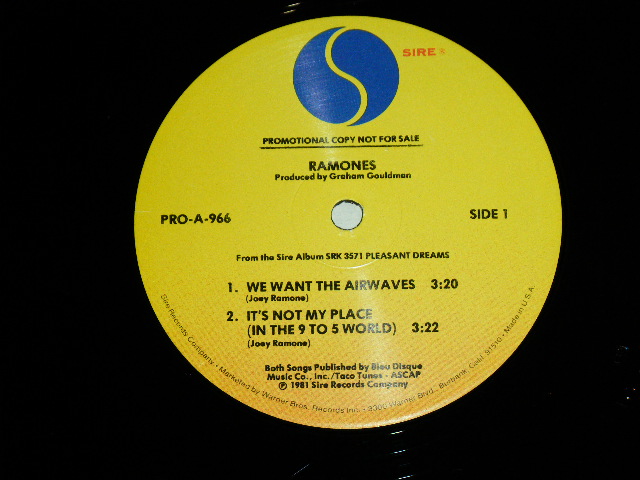 SIRE
PROMOTIONAL COPY NOT FOR SALE
RAMONES
Produced by Graham Gouldman
PRO-A-966
SIDE 1
From the Sire Album SRK 3571 PLEASANT DREAMS
1. WE WANT THE AIRWAVES 3:20
(Joey Ramone)
2. IT'S NOT MY PLACE
(IN THE 9 TO 5 WORLD) 3:22
(Joey Ramone)
Both Songs Published by Bleu Disque
Music Co., Inc./Taco Tunes - ASCAP
℗ 1981 Sire Records Company
Sire Records Company • Marketed by Warner Bros. Records Inc. • 3300 Warner Blvd., Burbank, Calif. 91510 • Made in U.S.A.